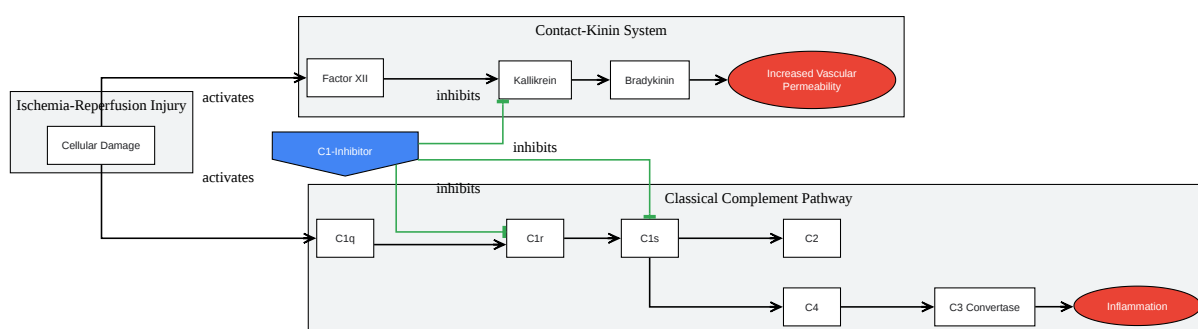 Contact-Kinin System
Factor XII
Kallikrein
Bradykinin
Increased Vascular
Permeability
Ischemia-Reperfusion Injury
Cellular Damage
activates
inhibits
C1-Inhibitor
inhibits
activates
inhibits
Classical Complement Pathway
C1q
C1r
C1s
C2
C4
C3 Convertase
Inflammation